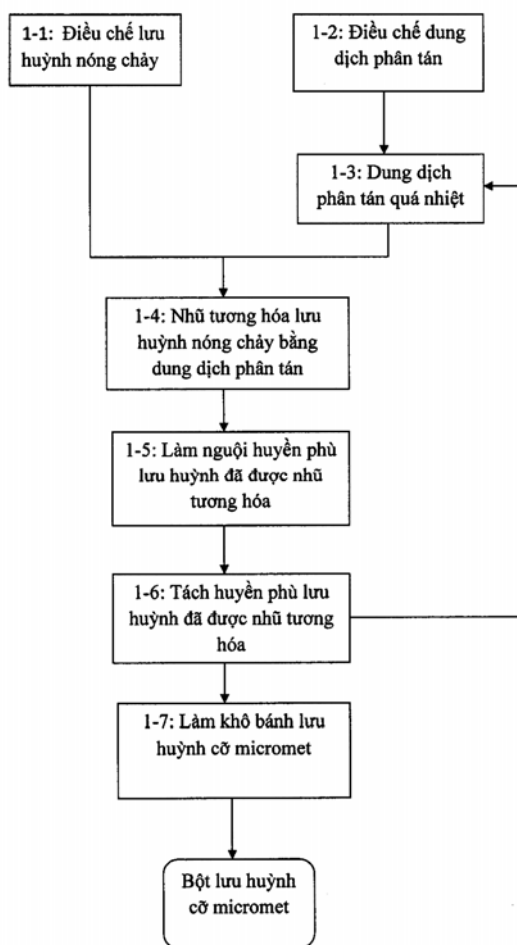 1-1: Điều chế lưu
huỳnh nóng chảy
1-2: Điều chế dung
dịch phân tán
1-3: Dung dịch
phân tán quá nhiệt
1-4: Nhũ tương hóa lưu
huỳnh nóng chảy bằng
dung dịch phân tán
1-5: Làm nguội huyền phù
lưu huỳnh đã được nhũ
tương hóa
1-6: Tách huyền phù lưu
huỳnh đã được nhũ tương
hóa
1-7: Làm khô bánh lưu
huỳnh cỡ micromet
Bột lưu huỳnh
cỡ micromet